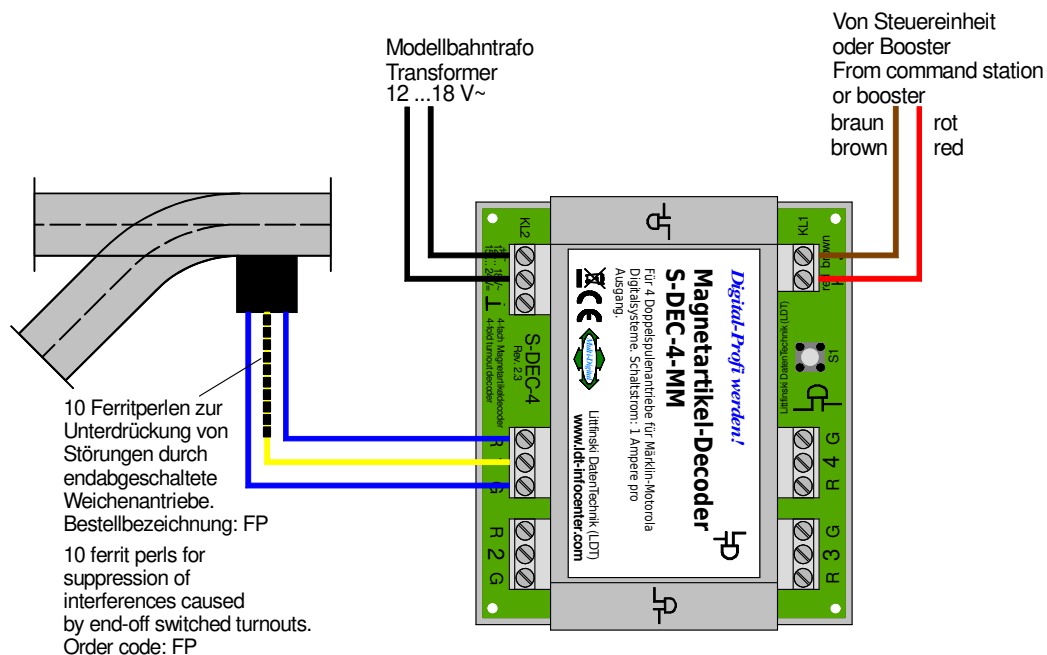 Modellbahntrafo
Transformer
12 ...18 V~
Von Steuereinheit
oder Booster
From command station
or booster
braun
brown
rot
red
10 Ferritperlen zur
Unterdrückung von
Störungen durch
endabgeschaltete
Weichenantriebe.
Bestellbezeichnung: FP
10 ferrit perls for
suppression of
interferences caused
by end-off switched turnouts.
Order code: FP
KL2
S-DEC-4
Rev. 2.3
4-fach Magnetartikeldecoder
4-fold turnout decoder
R
G
R 2 G
Digital-Profi werden!
Magnetartikel-Decoder
S-DEC-4-MM
Für 4 Doppelspulenantriebe für Märklin-Motorola
Digitalsysteme. Schaltstrom: 1 Ampere pro
Ausgang.
CE
Multi-Digital
Littfinski DatenTechnik (LDT)
www.ldt-infocenter.com
KL1
red brown
Littfinski DatenTechnik (LDT)
S1
R 4 G
R 3 G